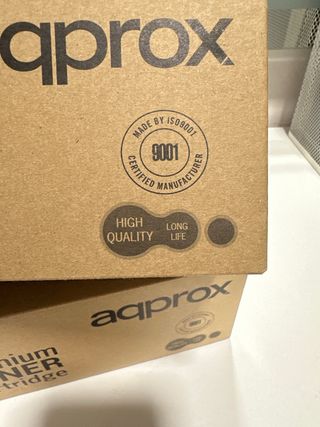 aqprox
MADE BY ISO9001
9001
CERTIFIED MANUFACTURER
HIGH
QUALITY
LONG
LIFE
aqprox
mium
NER
rtridge